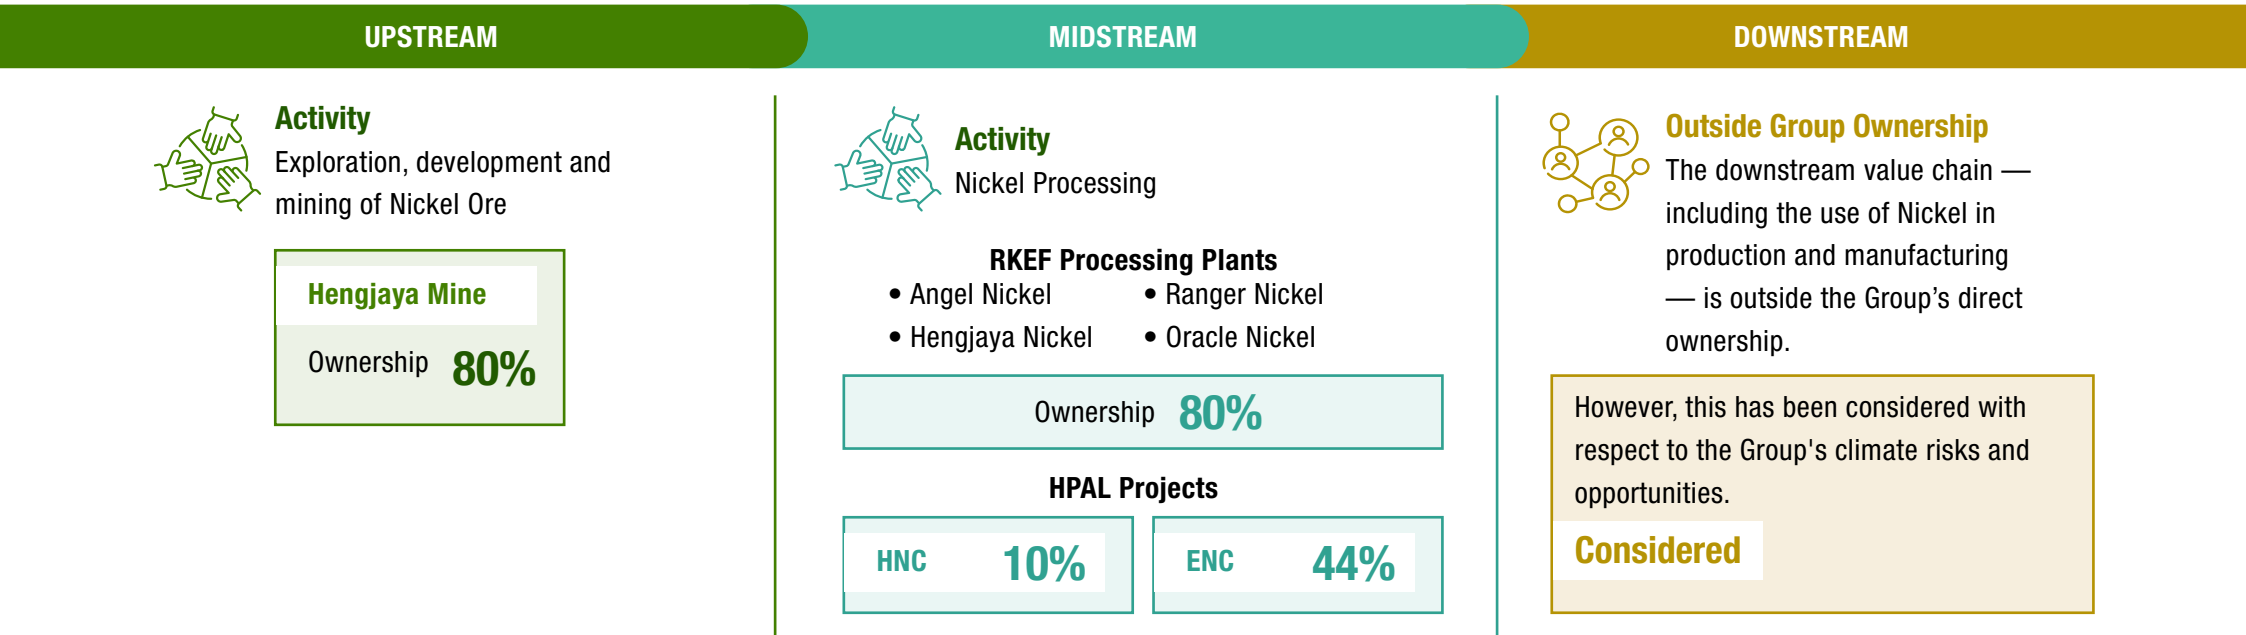 UPSTREAM
MIDSTREAM
DOWNSTREAM
Activity
Exploration, development and
mining of Nickel Ore
Hengjaya Mine
Ownership 80%
Activity
Nickel Processing
RKEF Processing Plants
• Angel Nickel
• Ranger Nickel
• Hengjaya Nickel
• Oracle Nickel
Ownership 80%
HPAL Projects
HNC 10%
ENC 44%
Outside Group Ownership
The downstream value chain —
including the use of Nickel in
production and manufacturing
— is outside the Group’s direct
ownership.
However, this has been considered with
respect to the Group's climate risks and
opportunities.
Considered